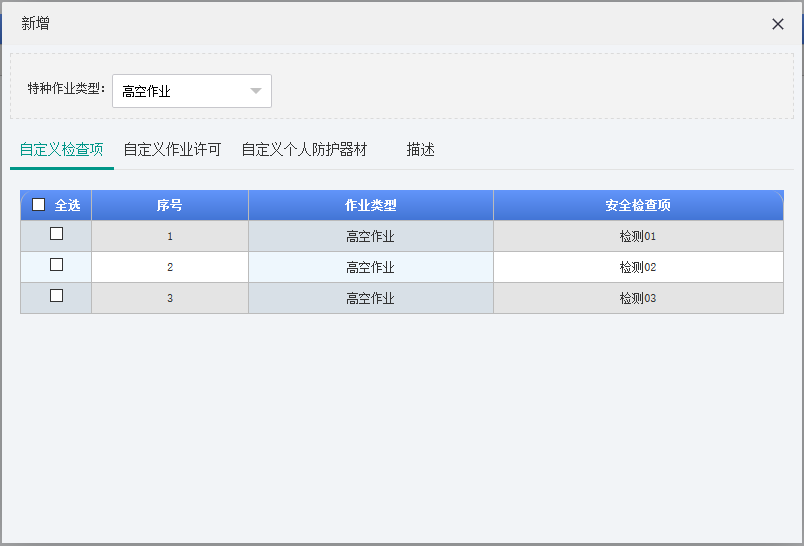 新增
特种作业类型：
高空作业
自定义检查项 自定义作业许可 自定义个人防护器材 描述
全选 序号 作业类型 安全检查项
1 高空作业 检测01
2 高空作业 检测02
3 高空作业 检测03